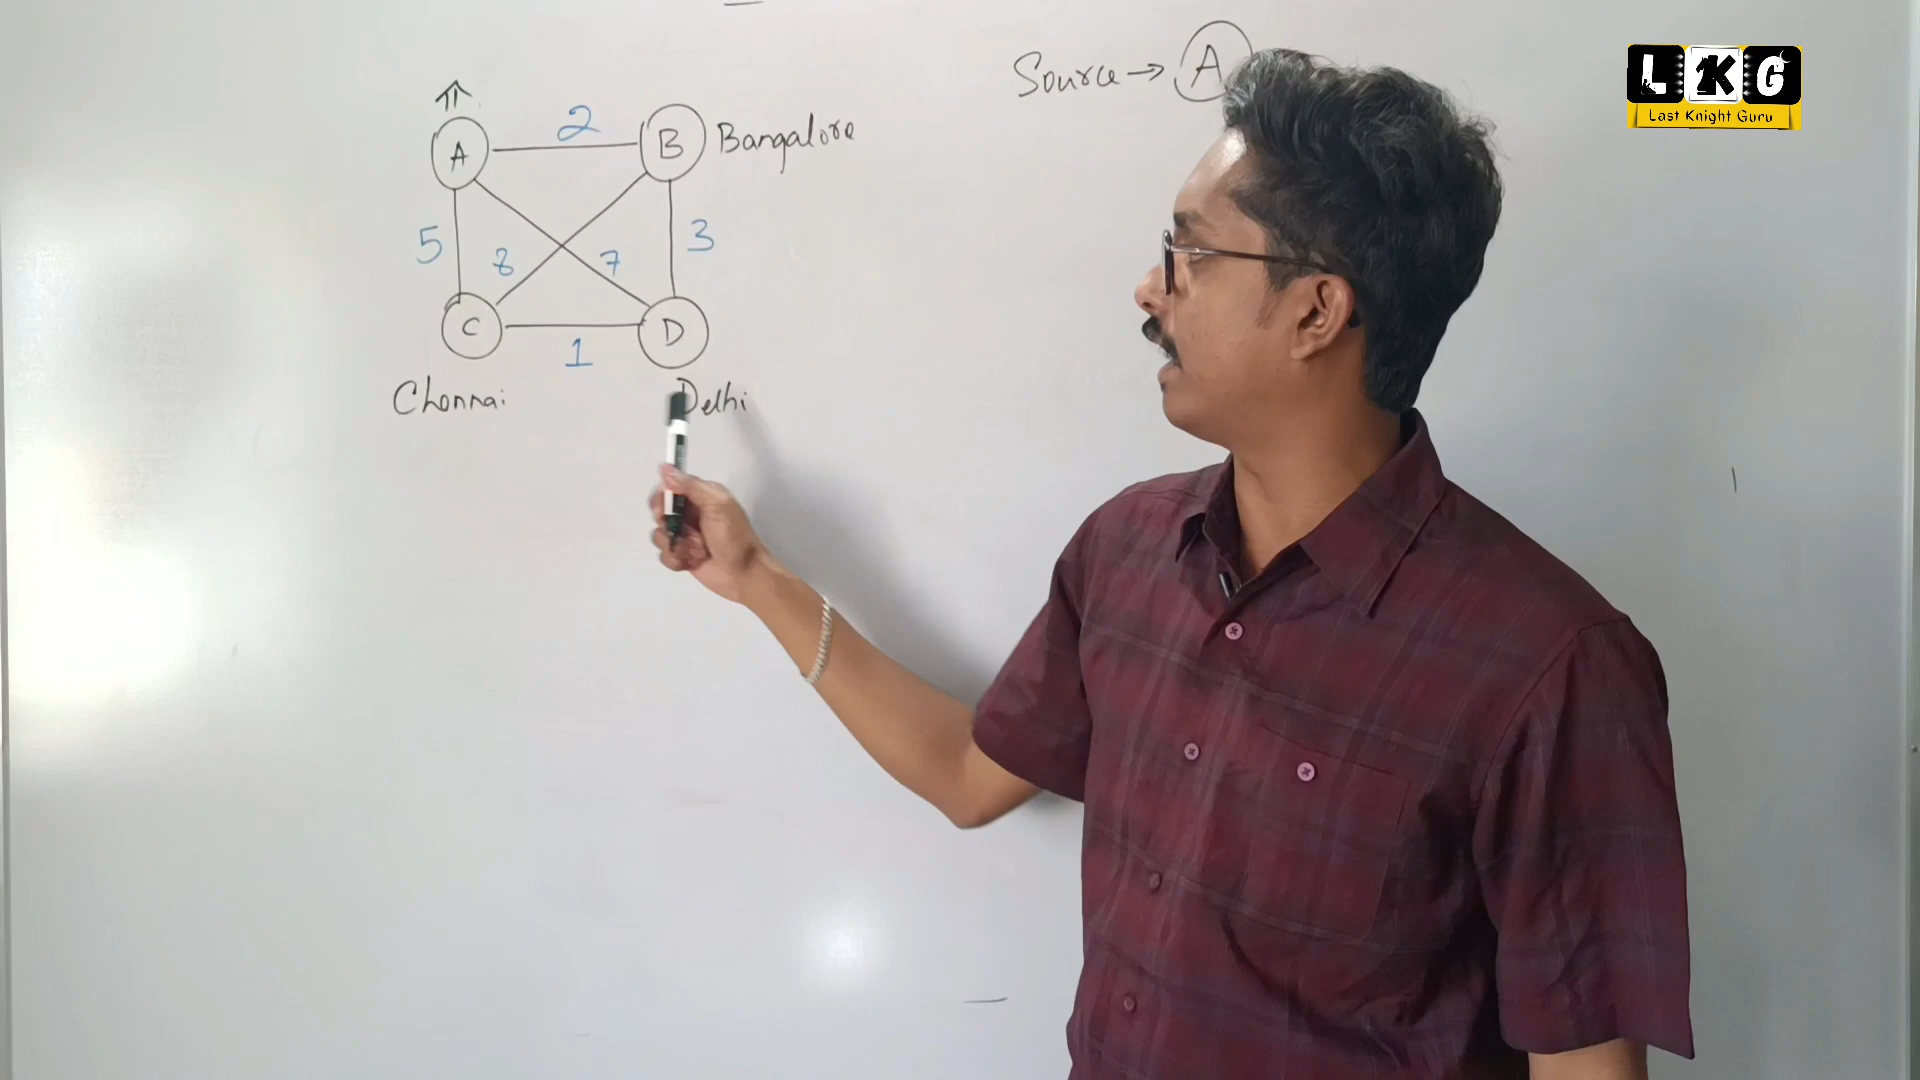 Source → A
LKG
Last Knight Guru
A 2 B Bangalore
5 8 7 3
C 1 D
Chennai Delhi